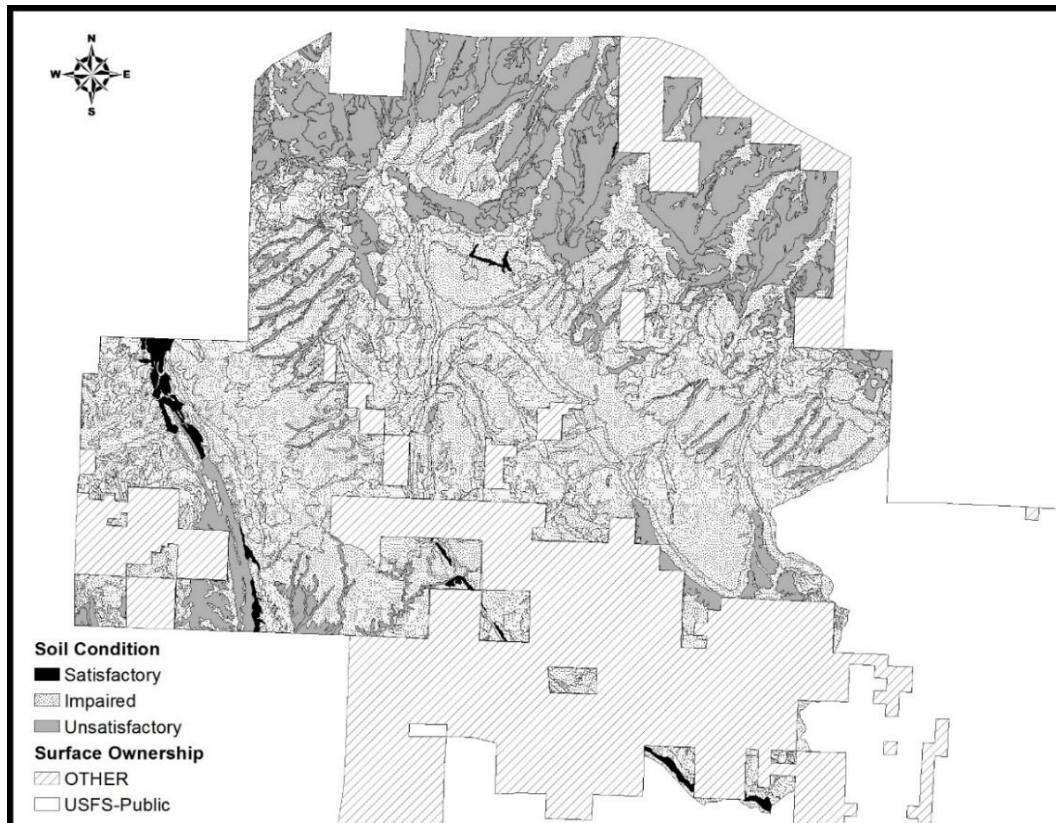 N
W E
S
Soil Condition
Satisfactory
Impaired
Unsatisfactory
Surface Ownership
OTHER
USFS-Public